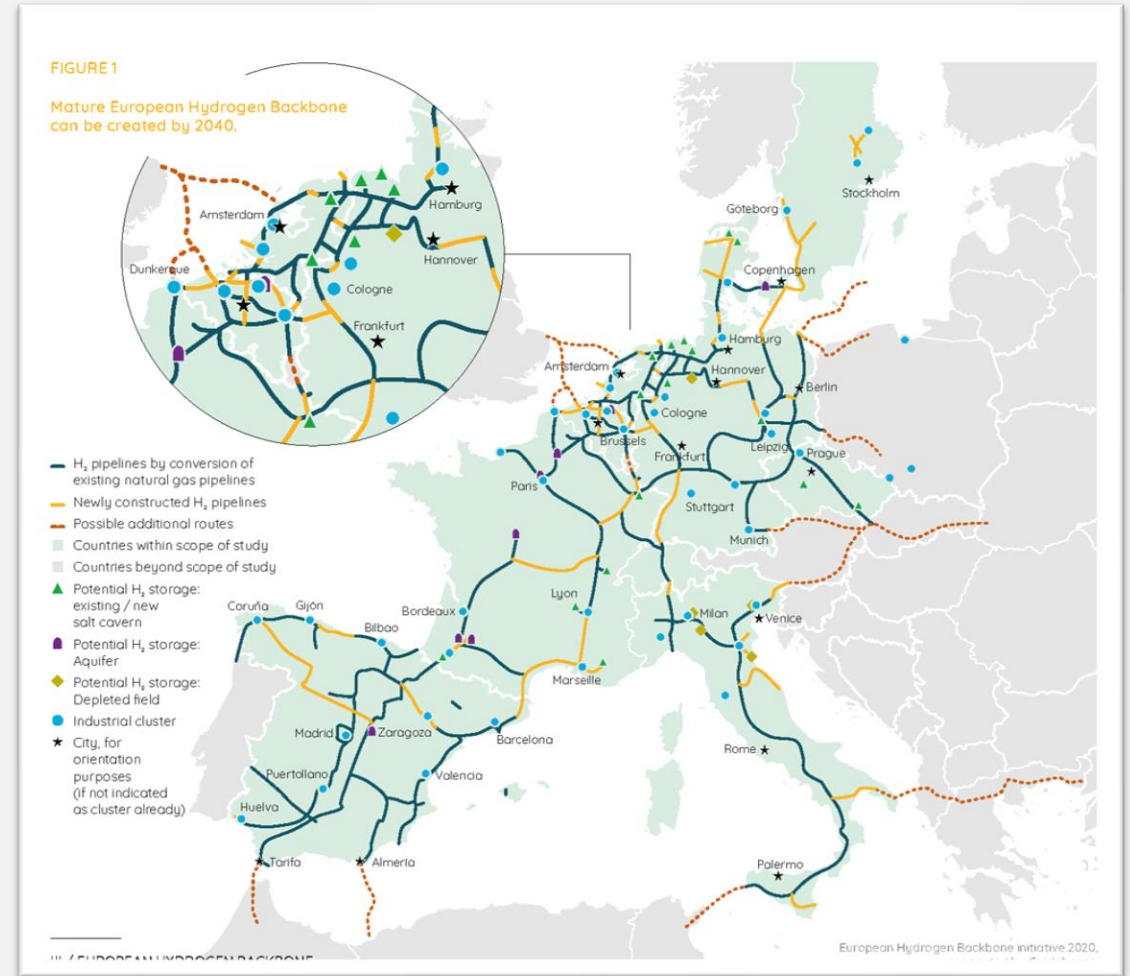 FIGURE 1
Mature European Hydrogen Backbone
can be created by 2040.
Amsterdam
Hamburg
Hannover
Dunkerque
Cologne
Frankfurt
H₂ pipelines by conversion of
existing natural gas pipelines
Newly constructed H₂ pipelines
Possible additional routes
Countries within scope of study
Countries beyond scope of study
Potential H₂ storage:
existing / new
salt cavern
Potential H₂ storage:
Aquifer
Potential H₂ storage:
Depleted field
Industrial cluster
City, for
orientation
purposes
(if not indicated
as cluster already)
Stockholm
Göteborg
Copenhagen
Hamburg
Amsterdam
Hannover
Berlin
Cologne
Brussels
Leipzig
Frankfurt
Prague
Paris
Stuttgart
Munich
Lyon
Coruña
Gijón
Bordeaux
Milan
Venice
Bilbao
Marseille
Madrid
Zaragoza
Barcelona
Rome
Puertollano
Valencia
Huelva
Tarifa
Almería
Palermo
European Hydrogen Backbone initiative 2020,
III / EUROPEAN HYDROGEN BACKBONE